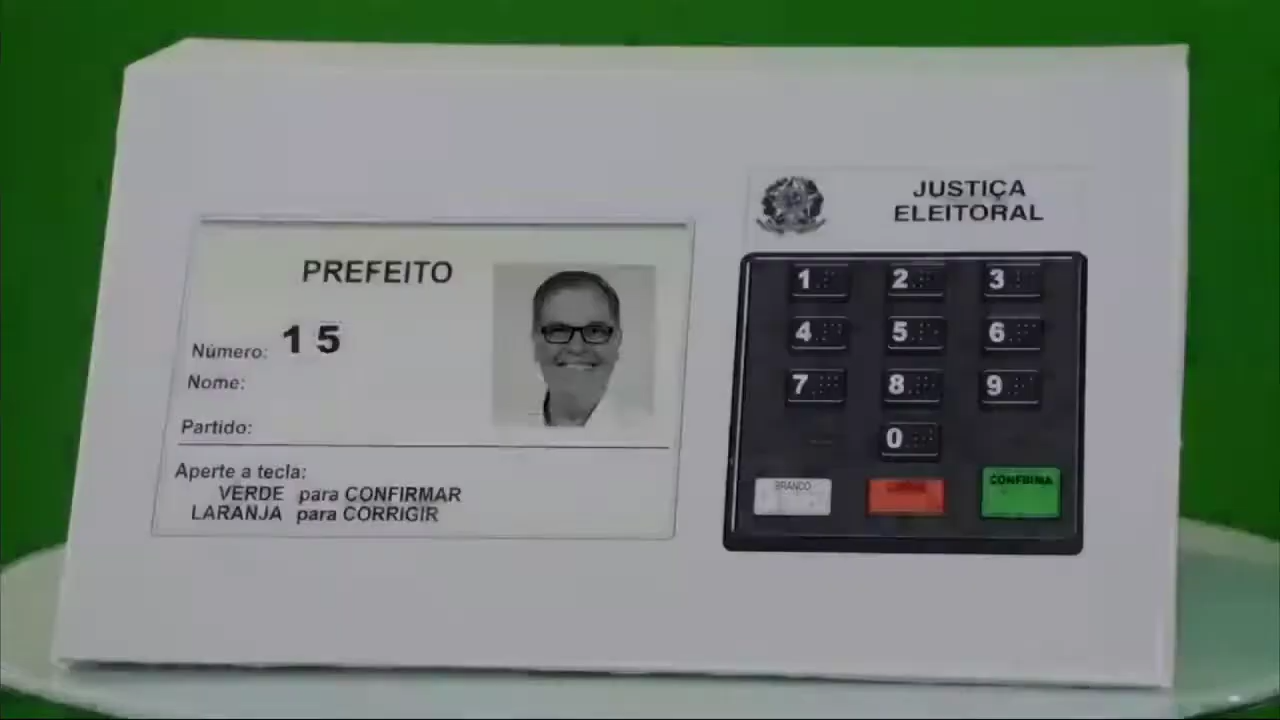 PREFEITO
Número: 15
Nome:
Partido:
Aperte a tecla:
VERDE para CONFIRMAR
LARANJA para CORRIGIR
JUSTIÇA
ELEITORAL
1 2 3
4 5 6
7 8 9
0
BRANCO
CONFIRMA